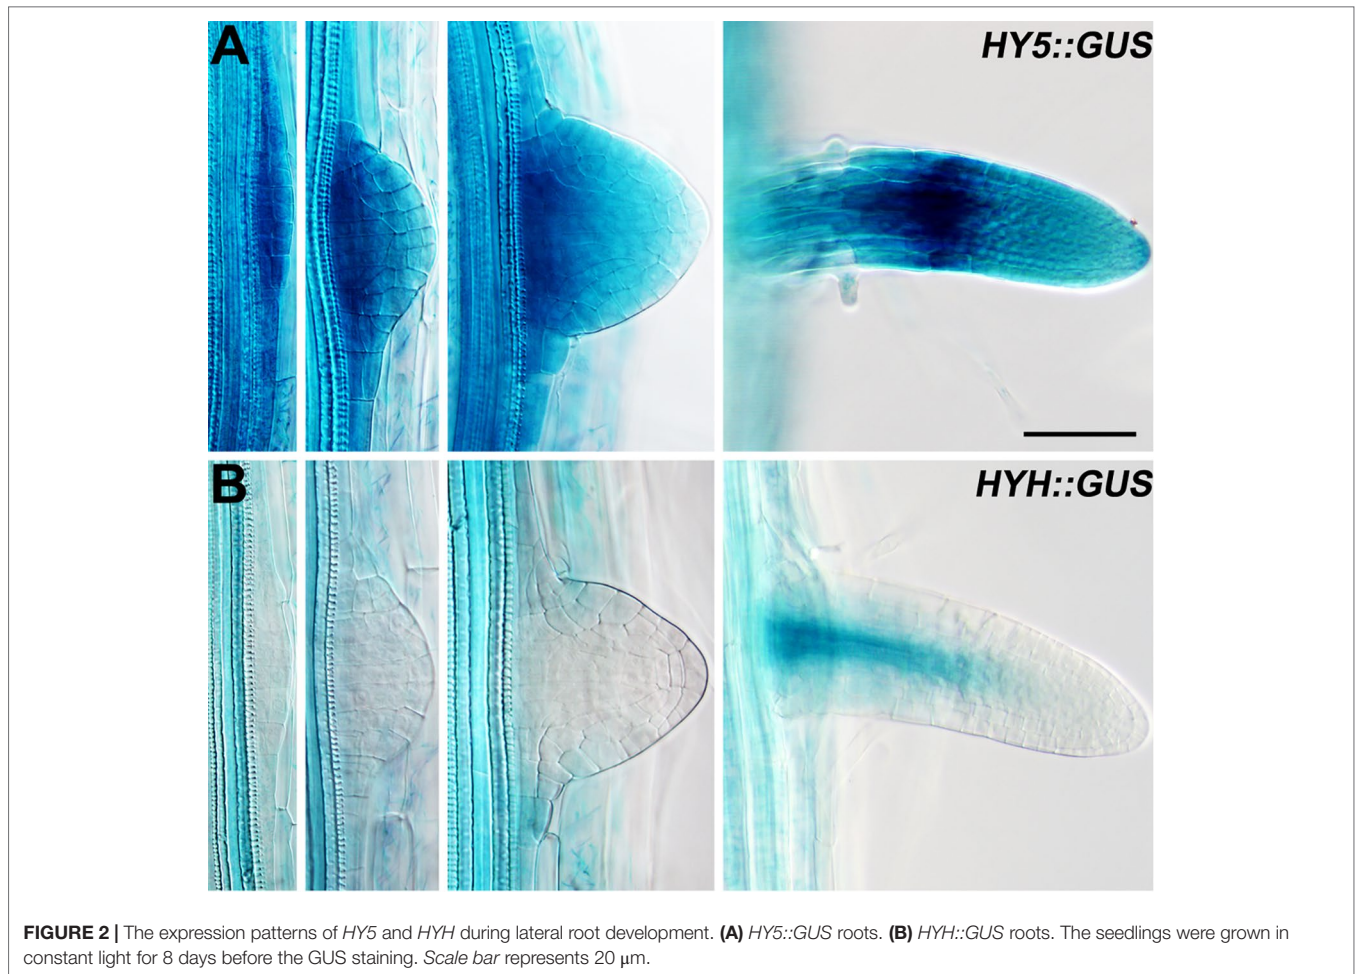 A
HY5::GUS
B
HYH::GUS
FIGURE 2 | The expression patterns of HY5 and HYH during lateral root development. (A) HY5::GUS roots. (B) HYH::GUS roots. The seedlings were grown in
constant light for 8 days before the GUS staining. Scale bar represents 20 μm.